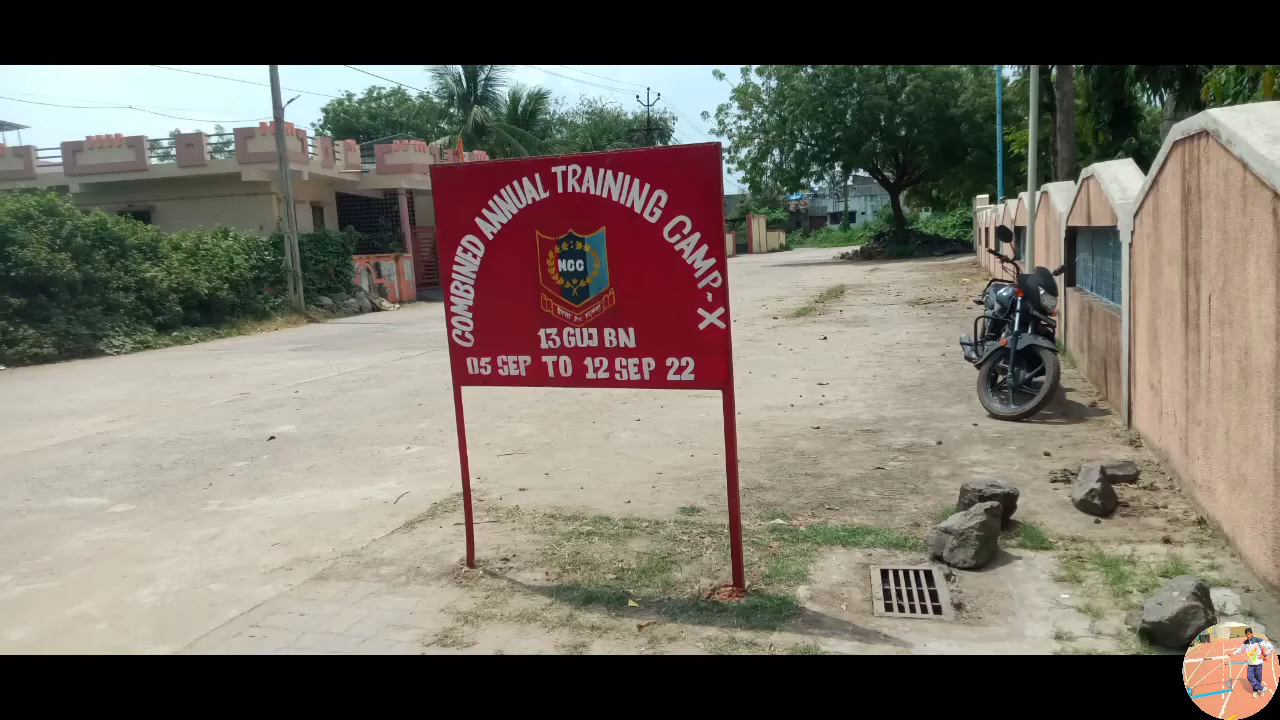 COMBINED ANNUAL TRAINING CAMP-X
NCC
13 GUJ BN
05 SEP TO 12 SEP 22